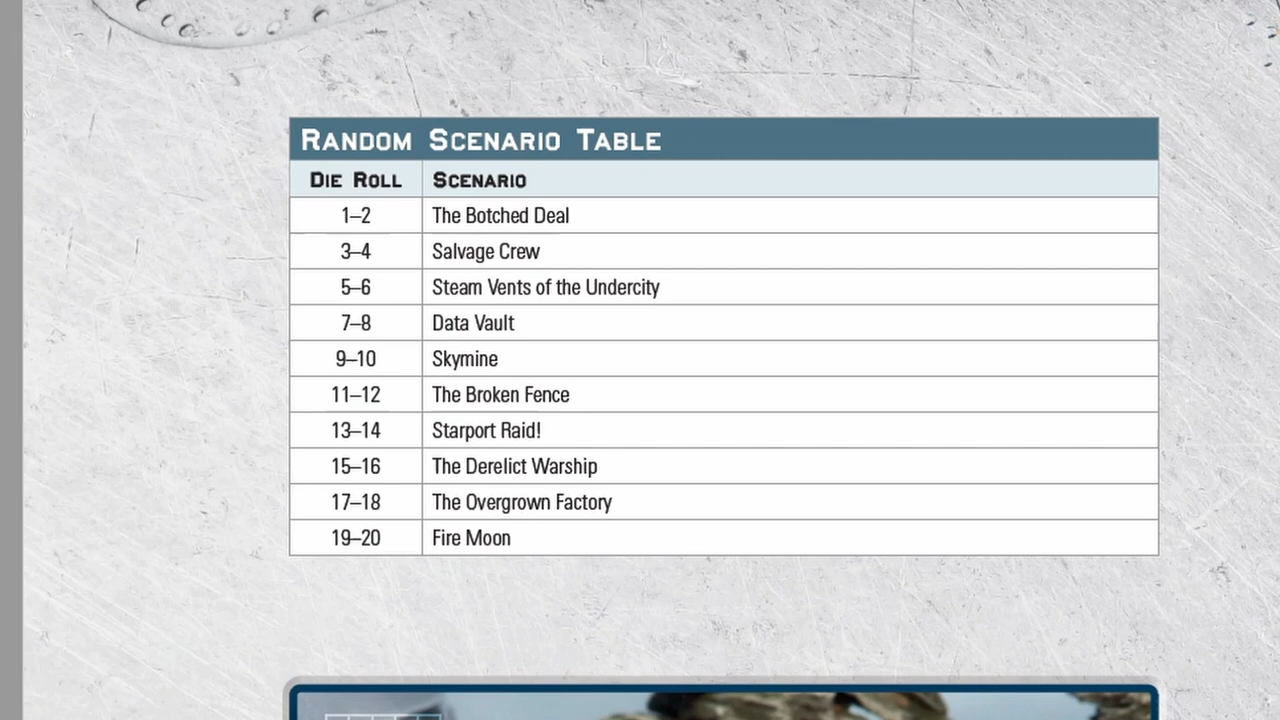 Random Scenario Table
Die Roll Scenario
1–2 The Botched Deal
3–4 Salvage Crew
5–6 Steam Vents of the Undercity
7–8 Data Vault
9–10 Skymine
11–12 The Broken Fence
13–14 Starport Raid!
15–16 The Derelict Warship
17–18 The Overgrown Factory
19–20 Fire Moon